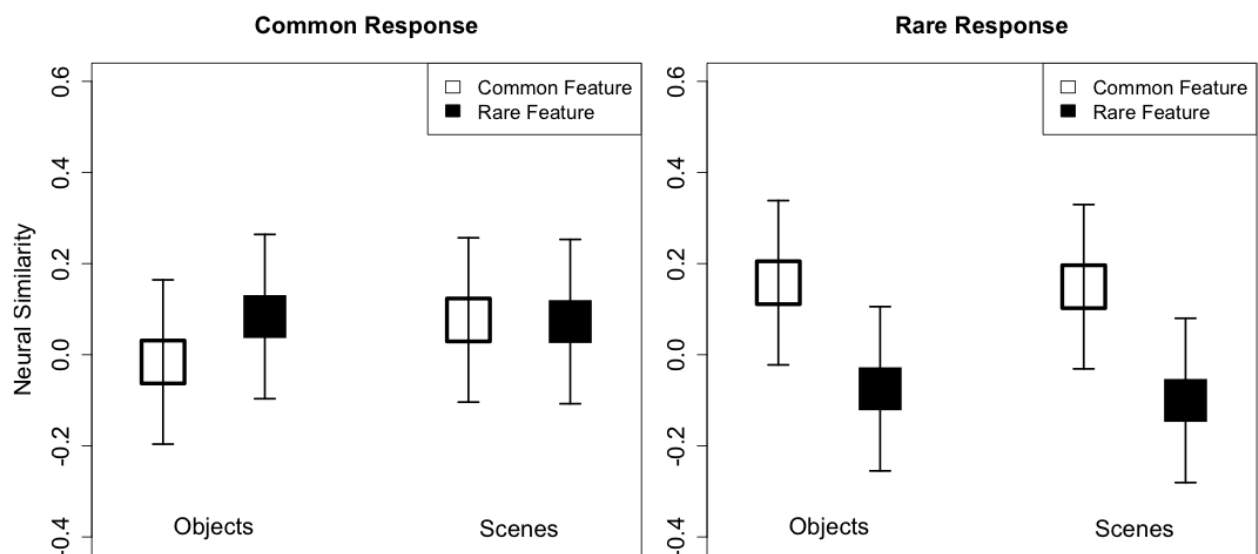 Common Response
Common Feature
Rare Feature
Neural Similarity
0.6
0.4
0.2
0.0
-0.2
-0.4
Objects
Scenes
Rare Response
Common Feature
Rare Feature
0.6
0.4
0.2
0.0
-0.2
-0.4
Objects
Scenes